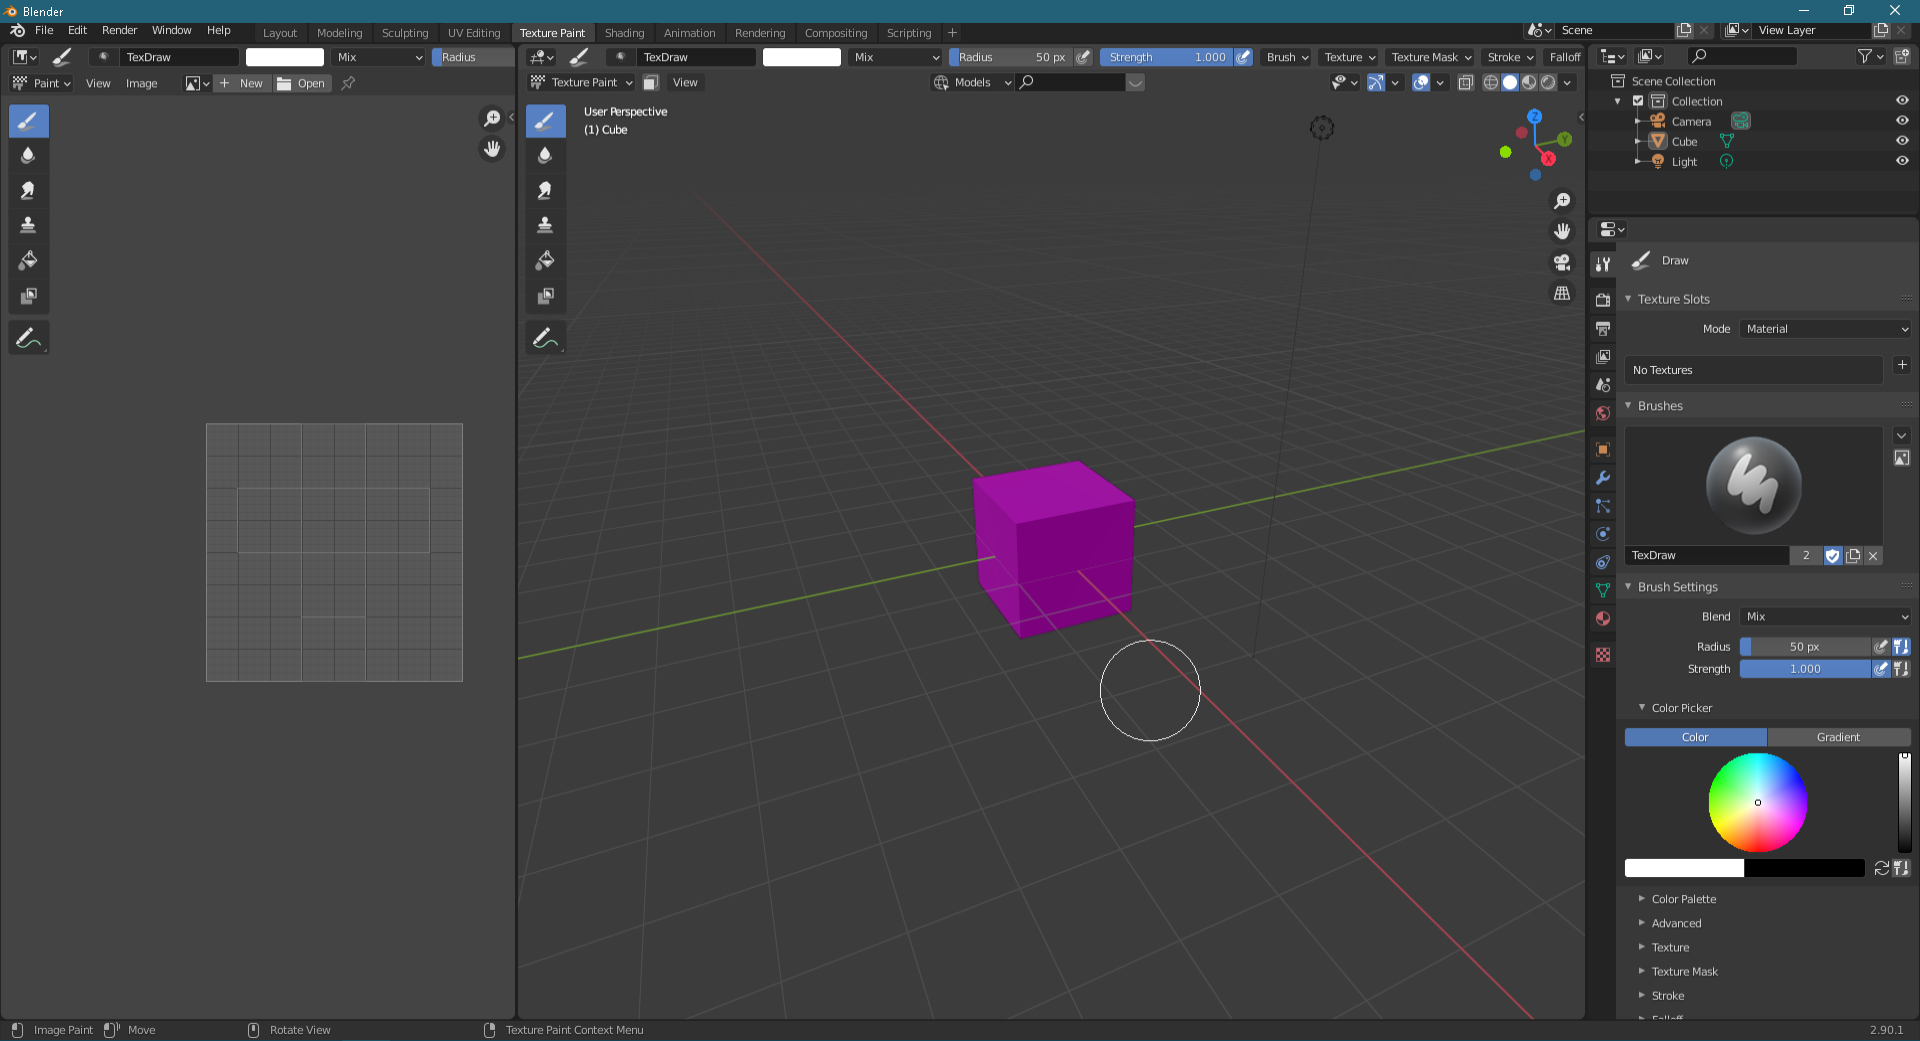 Blender
File Edit Render Window Help Layout Modeling Sculpting UV Editing Texture Paint Shading Animation Rendering Compositing Scripting + Scene View Layer
TexDraw Mix Radius TexDraw Mix Radius 50 px Strength 1.000 Brush Texture Texture Mask Stroke Falloff
Paint View Image + New Open Texture Paint View Models
User Perspective
(1) Cube
Z
Y
X
Scene Collection
Collection
Camera
Cube
Light
Draw
Texture Slots
Mode Material
No Textures
Brushes
TexDraw 2
Brush Settings
Blend Mix
Radius 50 px
Strength 1.000
Color Picker
Color Gradient
Color Palette
Advanced
Texture
Texture Mask
Stroke
Falloff
Image Paint Move Rotate View Texture Paint Context Menu 2.90.1